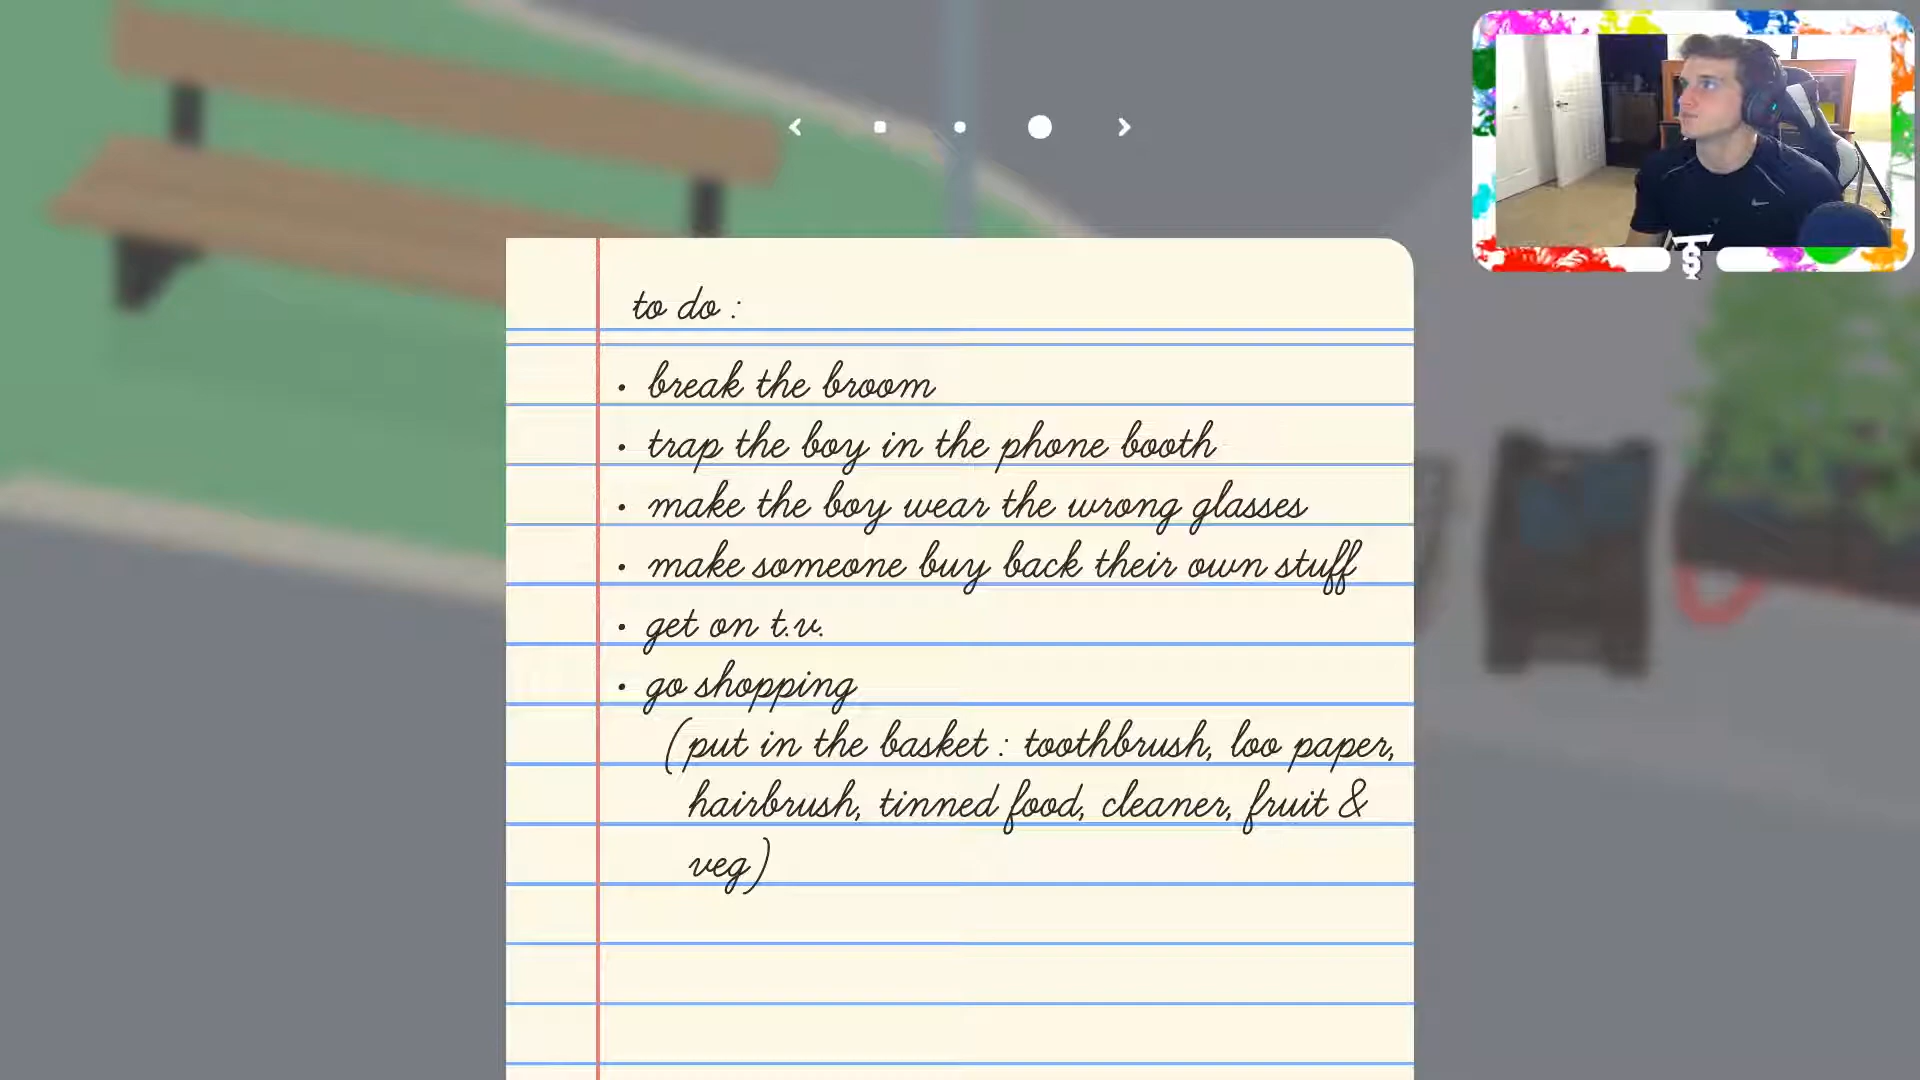 to do :
• break the broom
• trap the boy in the phone booth
• make the boy wear the wrong glasses
• make someone buy back their own stuff
• get on t.v.
• go shopping
(put in the basket : toothbrush, loo paper,
hairbrush, tinned food, cleaner, fruit &
veg)